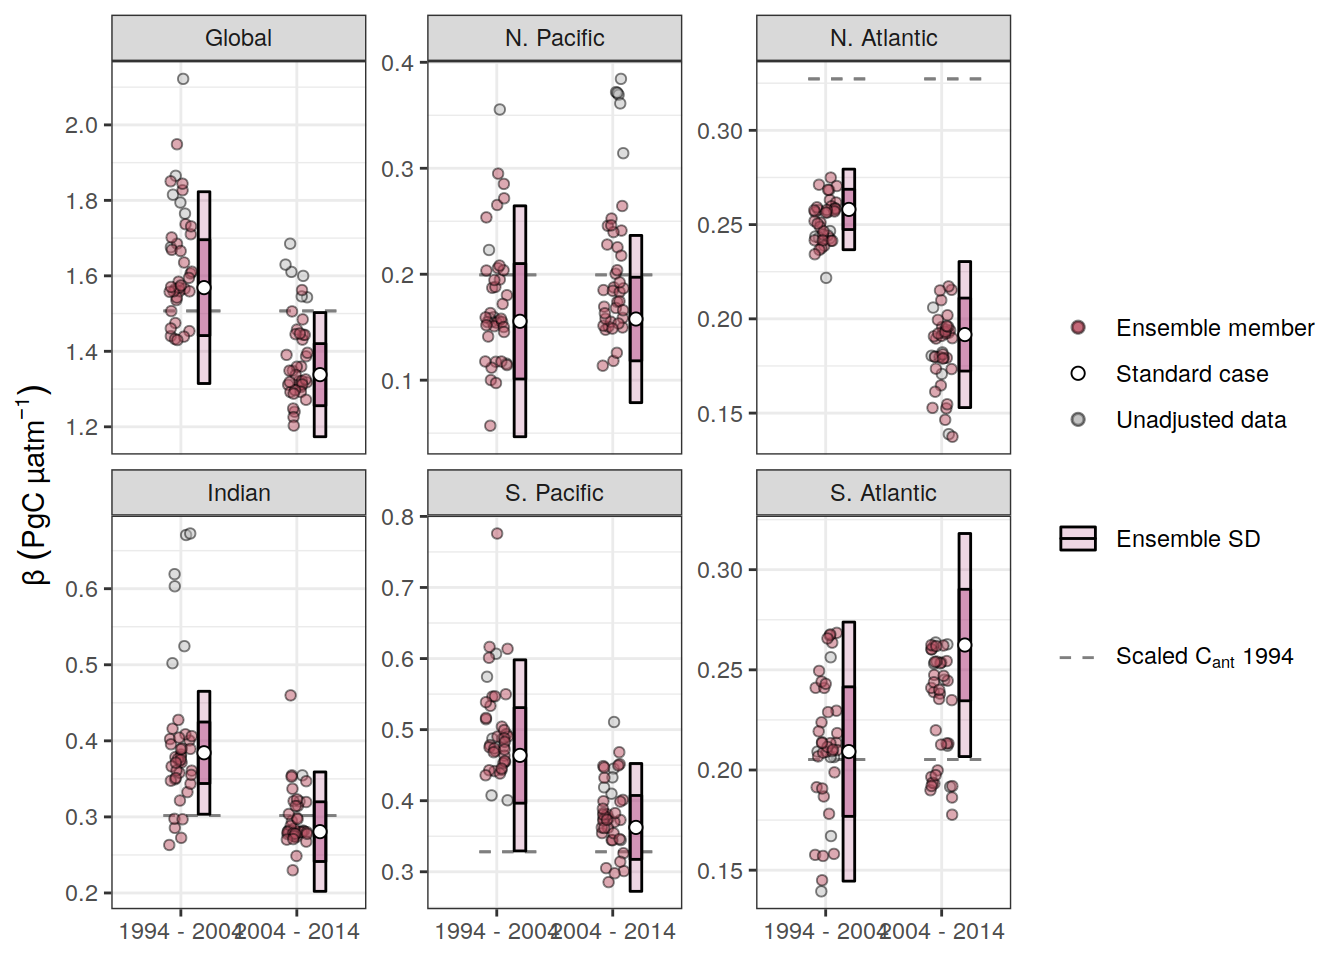 Global
N. Pacific
N. Atlantic
2.0
1.8
1.6
1.4
1.2
0.4
0.3
0.2
0.1
0.30
0.25
0.20
0.15
Indian
S. Pacific
S. Atlantic
0.6
0.5
0.4
0.3
0.2
0.8
0.7
0.6
0.5
0.4
0.3
0.30
0.25
0.20
0.15
1994 - 2004
2004 - 2014
1994 - 2004
2004 - 2014
1994 - 2004
2004 - 2014
β (PgC µatm⁻¹)
Ensemble member
Standard case
Unadjusted data
Ensemble SD
Scaled Cant 1994